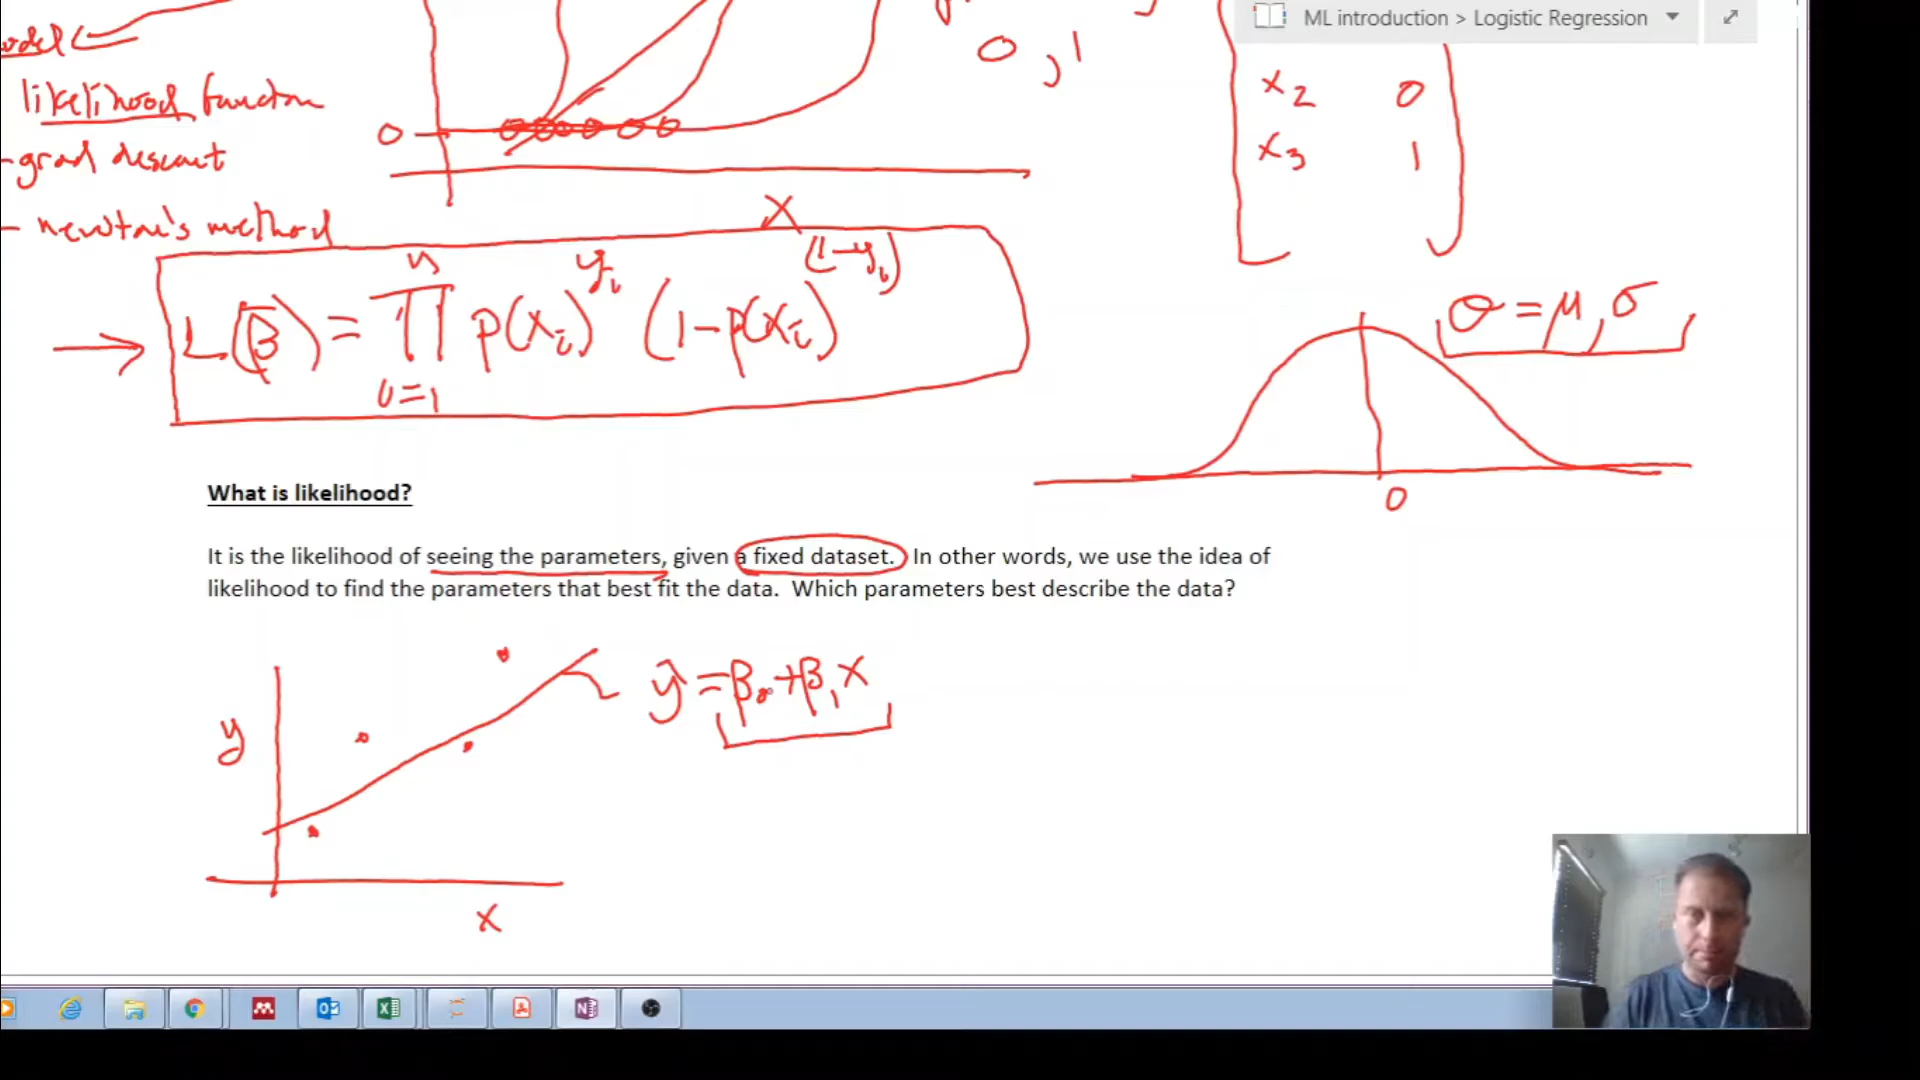 ML introduction > Logistic Regression
likelihood function
0
0, 1
x2 0
x3 1
-grad descent
- newton's method
x
L(β) = ∏ n i=1 p(xi)^yi (1-p(xi)^(1-yi)
θ = μ, σ
0
What is likelihood?
It is the likelihood of seeing the parameters, given a fixed dataset. In other words, we use the idea of
likelihood to find the parameters that best fit the data. Which parameters best describe the data?
ŷ = β0 + β1 x
y
x